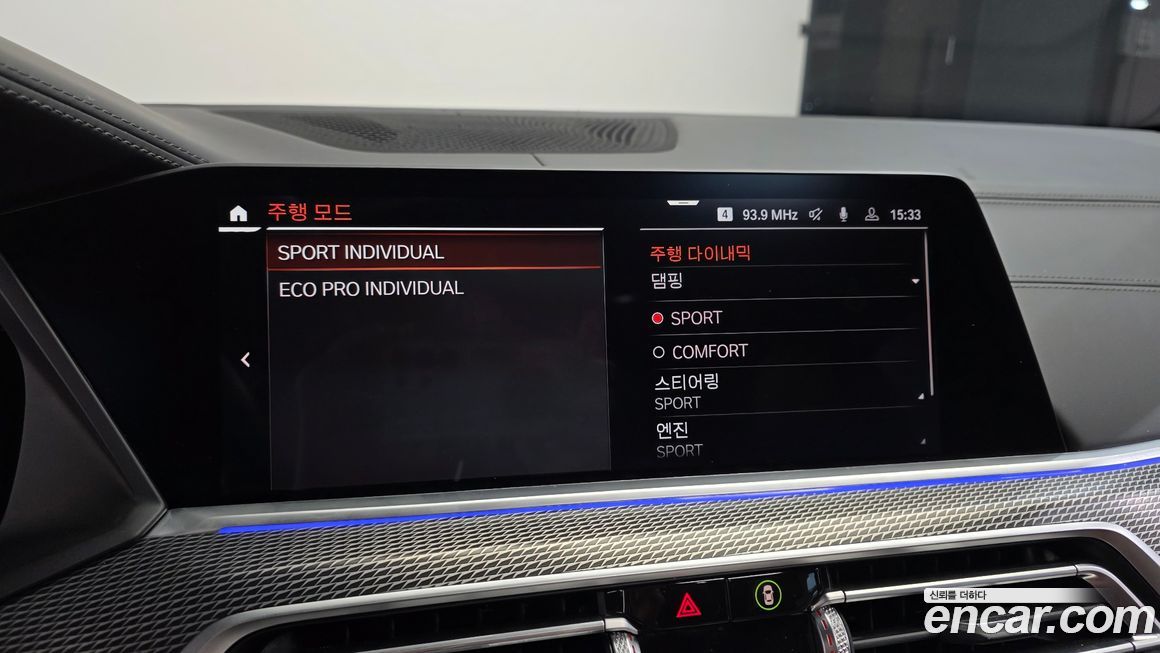 주행 모드
4 93.9 MHz 15:33
SPORT INDIVIDUAL
ECO PRO INDIVIDUAL
주행 다이내믹
댐핑
SPORT
COMFORT
스티어링
SPORT
엔진
SPORT
신뢰를 더하다
encar.com